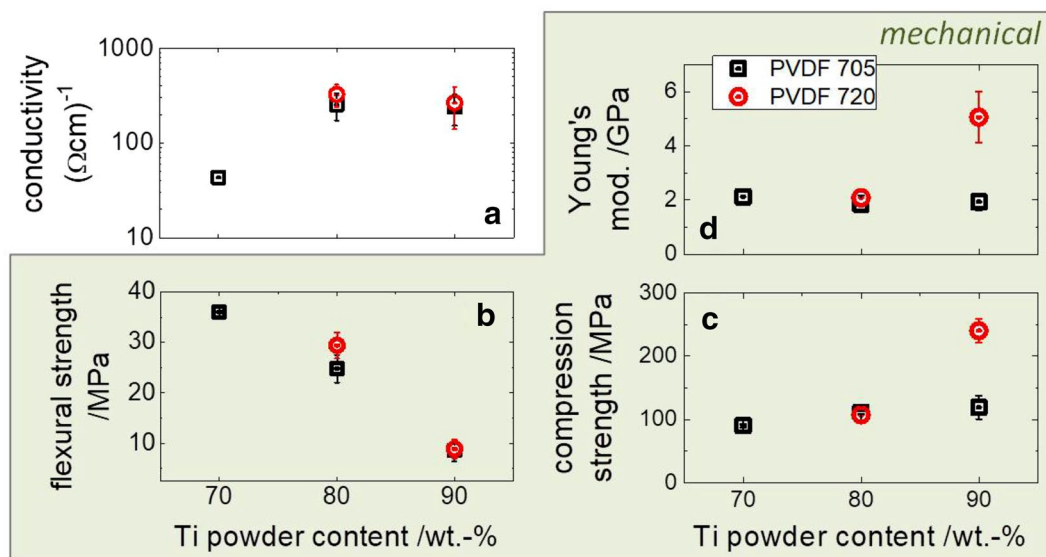 mechanical
conductivity
(Ωcm)⁻¹
1000
100
10
a
Young's
mod. /GPa
PVDF 705
PVDF 720
6
4
2
0
d
flexural strength
/MPa
40
30
20
10
b
70 80 90
Ti powder content /wt.-%
compression
strength /MPa
300
200
100
0
c
70 80 90
Ti powder content /wt.-%